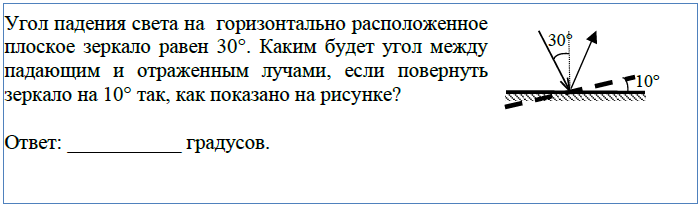 Угол падения света на горизонтально расположенное
плоское зеркало равен 30°. Каким будет угол между
падающим и отраженным лучами, если повернуть
зеркало на 10° так, как показано на рисунке?
Ответ: ___________ градусов.
30°
10°